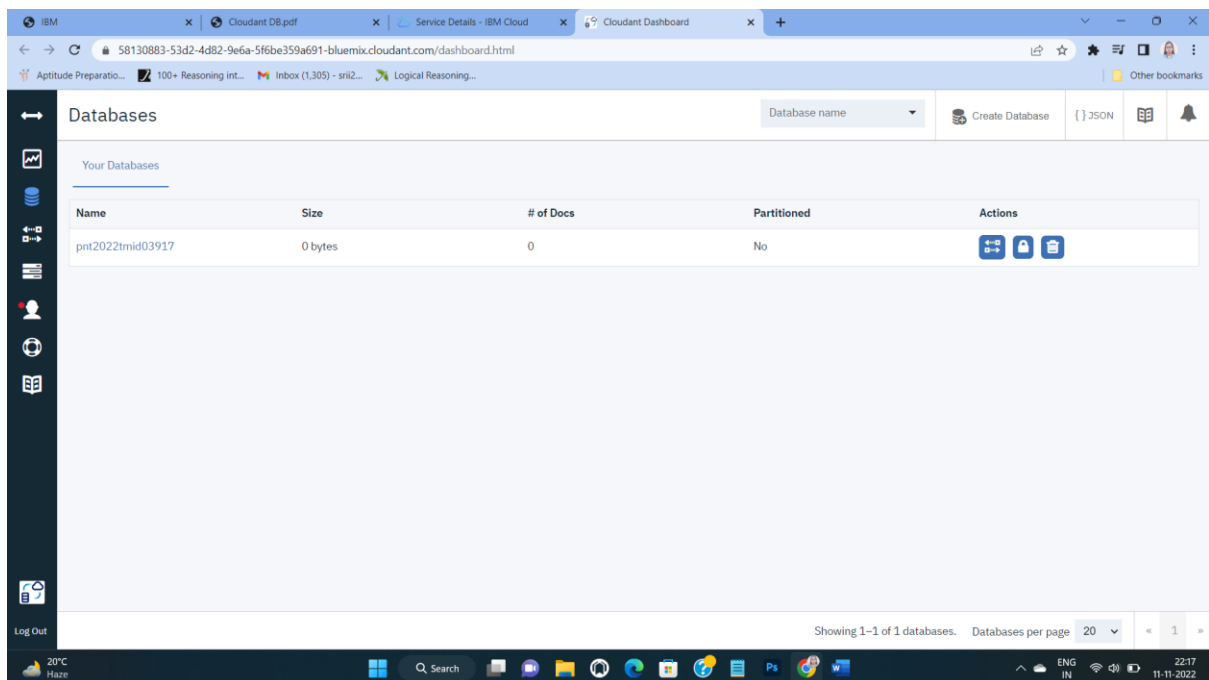 IBM
Cloudant DB.pdf
Service Details - IBM Cloud
Cloudant Dashboard
58130883-53d2-4d82-9e6a-5f6be359a691-bluemix.cloudant.com/dashboard.html
Aptitude Preparatio... 100+ Reasoning int... Inbox (1,305) - srii2... Logical Reasoning... Other bookmarks
Databases
Database name
Create Database
{ } JSON
Your Databases
Name Size # of Docs Partitioned Actions
pnt2022tmid03917 0 bytes 0 No
Log Out
Showing 1–1 of 1 databases. Databases per page 20 « 1 »
20°C
Haze
Search
Ps
W
ENG
IN
22:17
11-11-2022